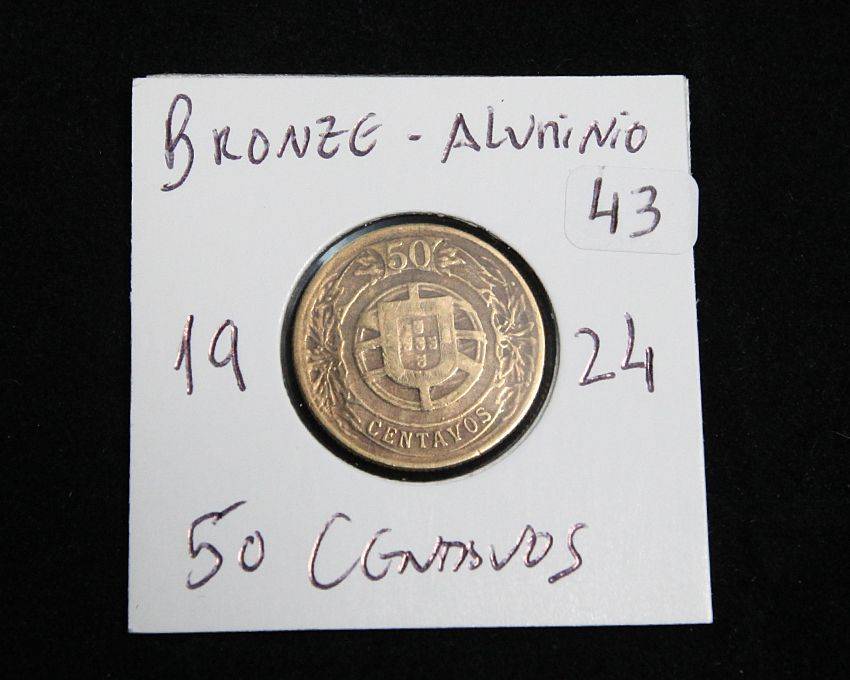 BRONZE - ALUMINIO
43
50
19 24
CENTAVOS
50 CENTAVOS